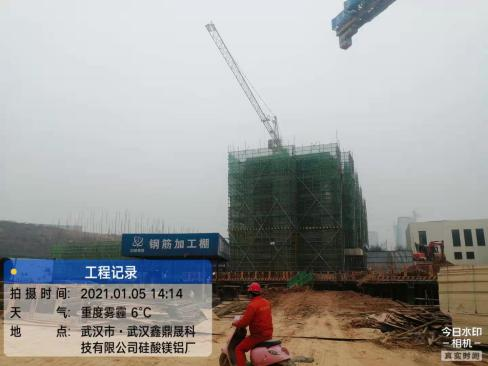 钢筋加工棚
工程记录
拍摄时间：2021.01.05 14:14
天气：重度雾霾 6℃
地点：武汉市·武汉鑫鼎晟科
技有限公司硅酸镁铝厂
今日水印
-相机-
真实时间